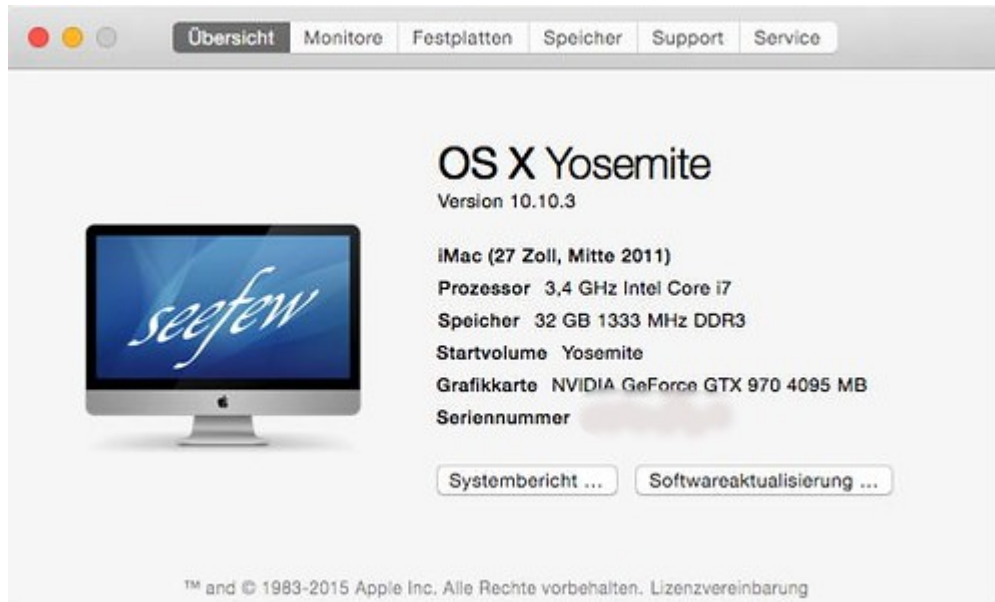 Übersicht Monitore Festplatten Speicher Support Service
OS X Yosemite
Version 10.10.3
seefew
iMac (27 Zoll, Mitte 2011)
Prozessor 3,4 GHz Intel Core i7
Speicher 32 GB 1333 MHz DDR3
Startvolume Yosemite
Grafikkarte NVIDIA GeForce GTX 970 4095 MB
Seriennummer
Systembericht ... Softwareaktualisierung ...
™ and © 1983-2015 Apple Inc. Alle Rechte vorbehalten. Lizenzvereinbarung